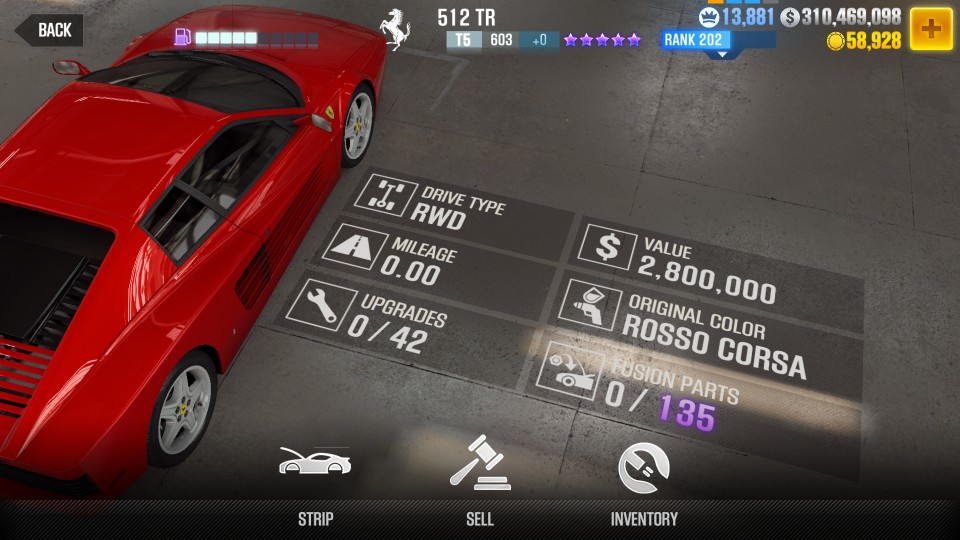 BACK
512 TR
T5 603 +0
RANK 202
13,881
$ 310,469,098
58,928
+
DRIVE TYPE
RWD
MILEAGE
0.00
UPGRADES
0 / 42
$
VALUE
2,800,000
ORIGINAL COLOR
ROSSO CORSA
FUSION PARTS
0 / 135
STRIP
SELL
INVENTORY